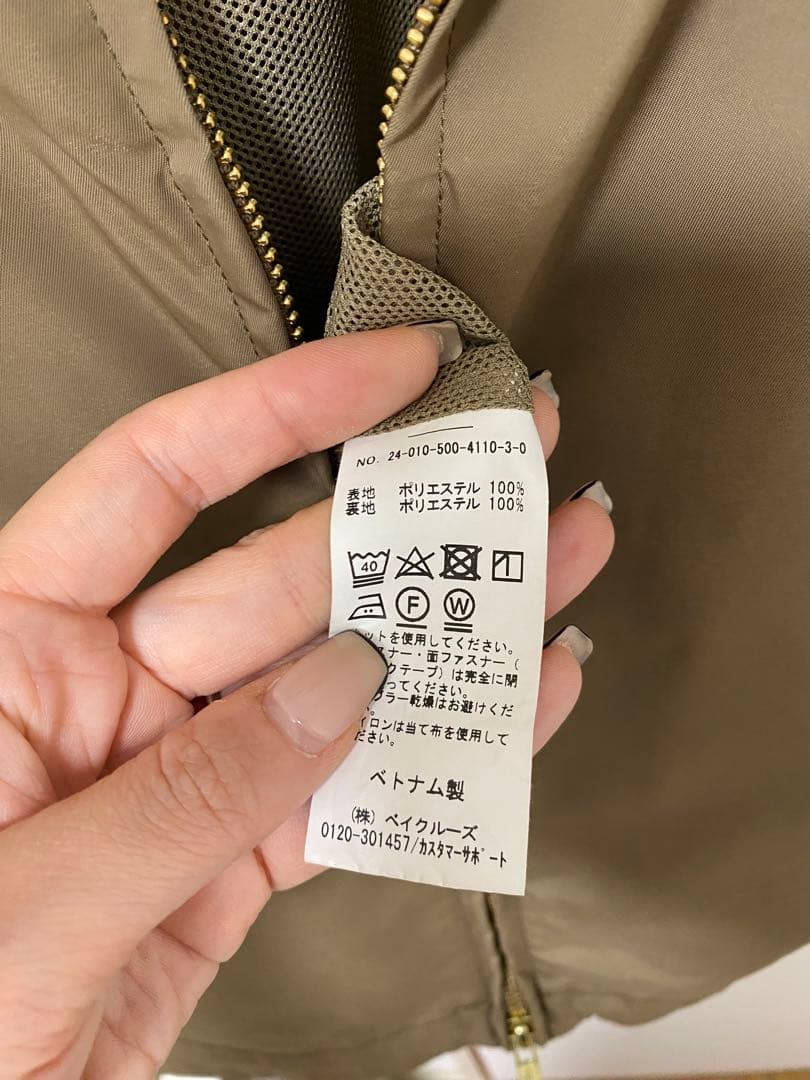 NO. 24-010-500-4110-3-0
表地 ポリエステル 100%
裏地 ポリエステル 100%
40
F W
ットを使用してください。
スナー・面ファスナー(
クテープ)は完全に閉
ってください。
ラー乾燥はお避けくだ
い。
イロンは当て布を使用して
ださい。
ベトナム製
(株) ベイクルーズ
0120-301457/カスタマーサポート